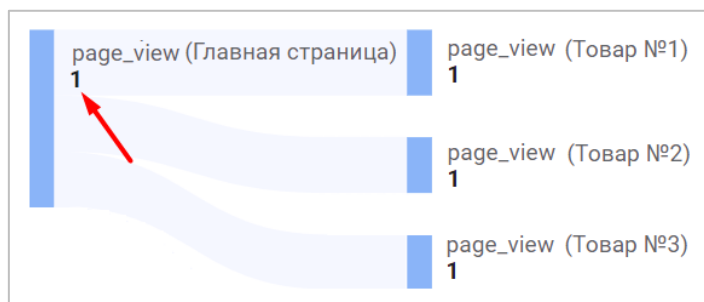 page_view (Главная страница)
1
page_view (Товар №1)
1
page_view (Товар №2)
1
page_view (Товар №3)
1